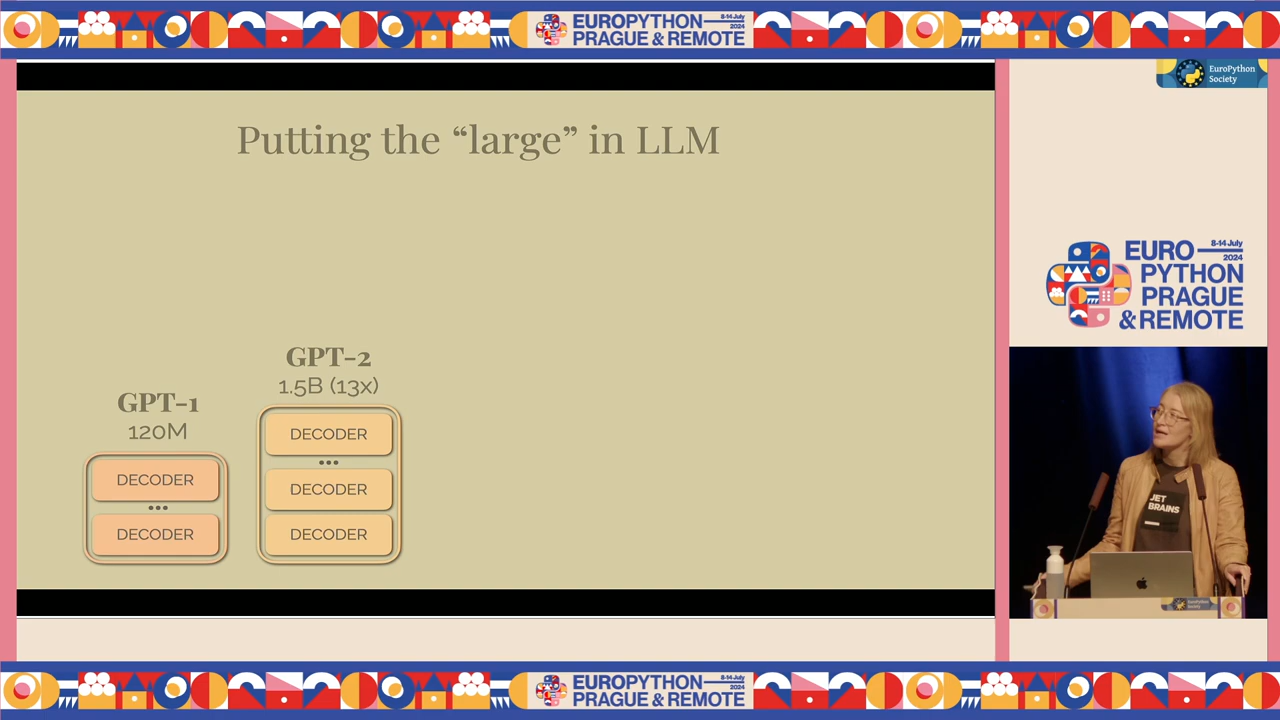 EUROPYTHON
8-14 July
2024
PRAGUE & REMOTE
EuroPython
Society
Putting the “large” in LLM
GPT-1
120M
DECODER
•••
DECODER
GPT-2
1.5B (13x)
DECODER
•••
DECODER
DECODER
EURO
8-14 July
2024
PYTHON
PRAGUE
& REMOTE
JET
BRAINS
EuroPython
Society
EUROPYTHON
8-14 July
2024
PRAGUE & REMOTE